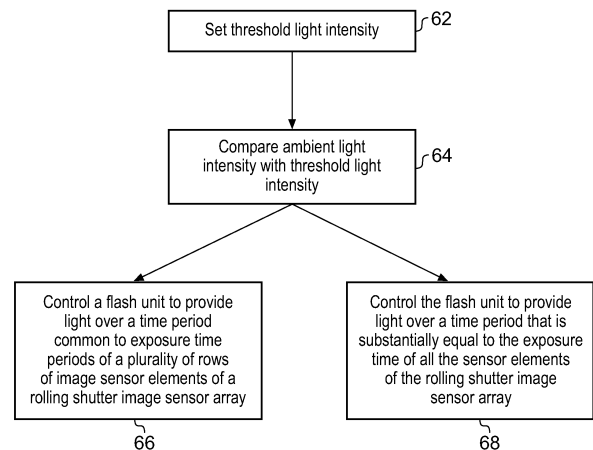 Set threshold light intensity
62
Compare ambient light
intensity with threshold light
intensity
64
Control a flash unit to provide
light over a time period
common to exposure time
periods of a plurality of rows
of image sensor elements of a
rolling shutter image sensor array
66
Control the flash unit to provide
light over a time period that is
substantially equal to the exposure
time of all the sensor elements
of the rolling shutter image
sensor array
68